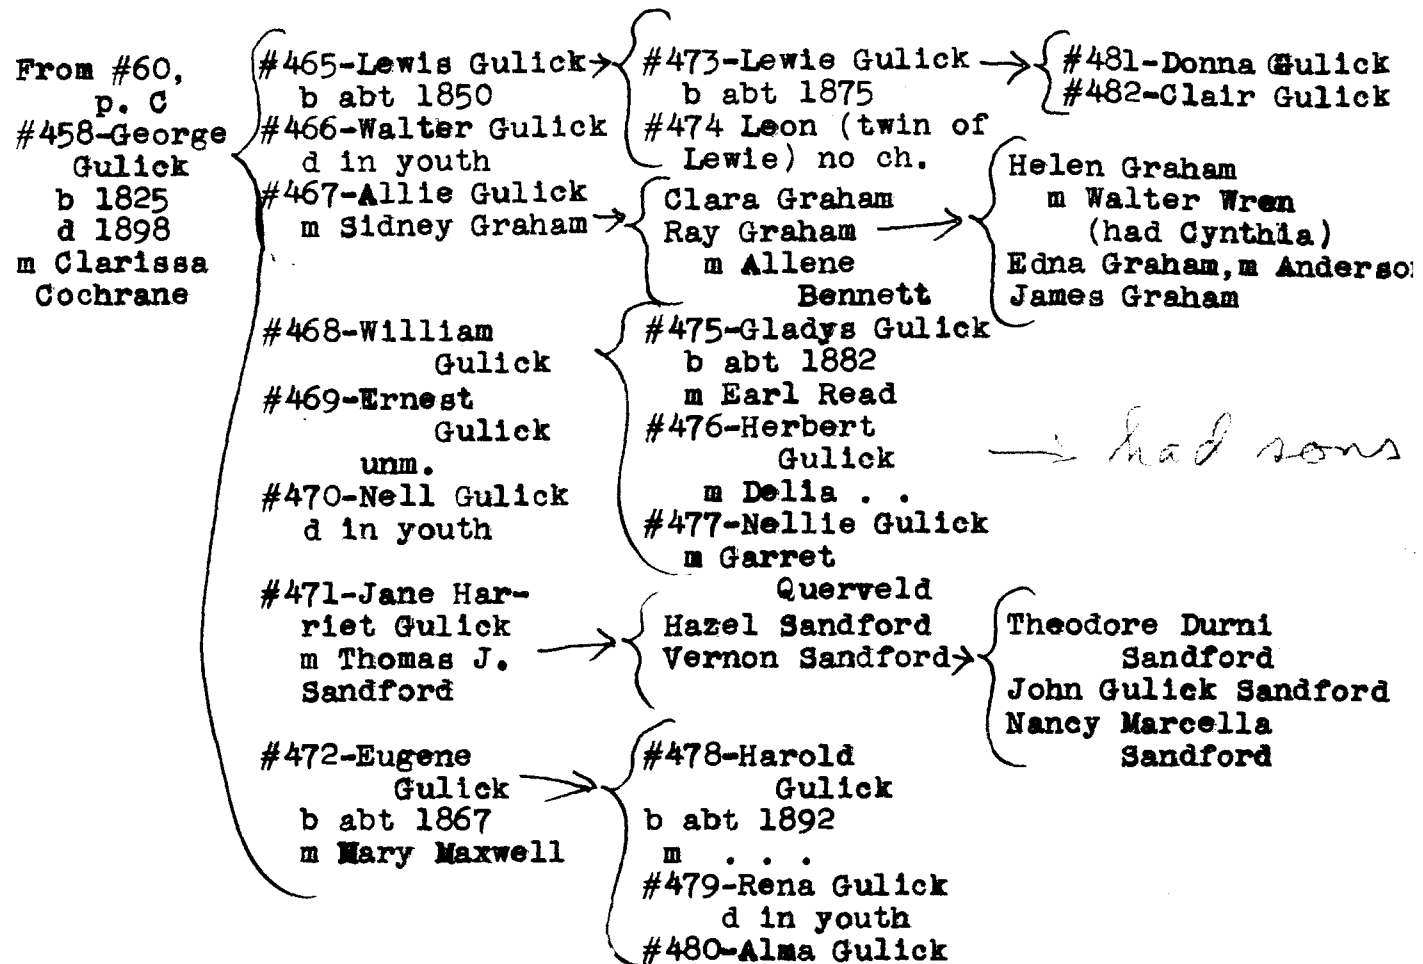 From #60,
p. C
#458-George
Gulick
b 1825
d 1898
m Clarissa
Cochrane
#465-Lewis Gulick
b abt 1850
#466-Walter Gulick
d in youth
#467-Allie Gulick
m Sidney Graham
#468-William
Gulick
#469-Ernest
Gulick
unm.
#470-Nell Gulick
d in youth
#471-Jane Har-
riet Gulick
m Thomas J.
Sandford
#472-Eugene
Gulick
b abt 1867
m Mary Maxwell
#473-Lewie Gulick
b abt 1875
#474 Leon (twin of
Lewie) no ch.
Clara Graham
Ray Graham
m Allene
Bennett
#475-Gladys Gulick
b abt 1882
m Earl Read
#476-Herbert
Gulick
m Delia . .
#477-Nellie Gulick
m Garret
Querveld
Hazel Sandford
Vernon Sandford
#478-Harold
Gulick
b abt 1892
m . . .
#479-Rena Gulick
d in youth
#480-Alma Gulick
#481-Donna Gulick
#482-Clair Gulick
Helen Graham
m Walter Wren
(had Cynthia)
Edna Graham, m Anderso
James Graham
had sons
Theodore Durni
Sandford
John Gulick Sandford
Nancy Marcella
Sandford